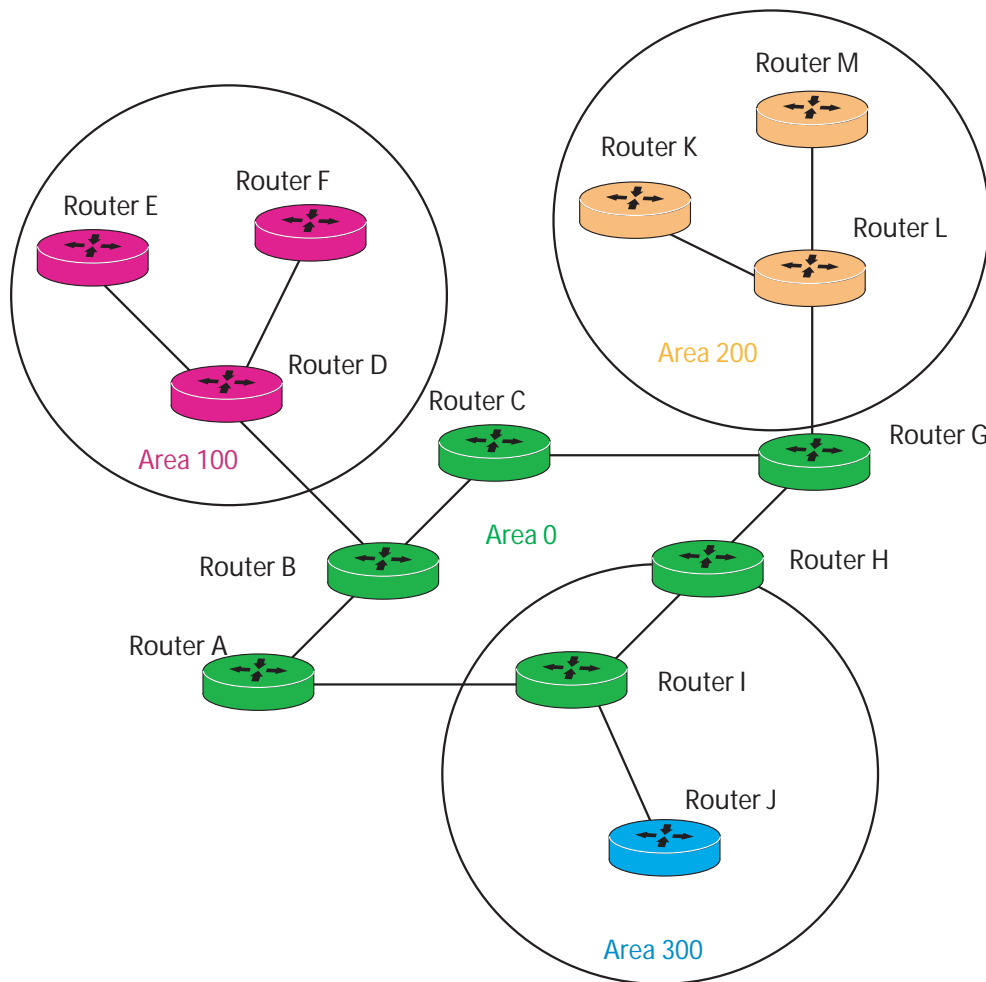 Router M
Router K
Router F
Router E
Router L
Area 200
Router D
Router C
Router G
Area 100
Area 0
Router B
Router H
Router A
Router I
Router J
Area 300